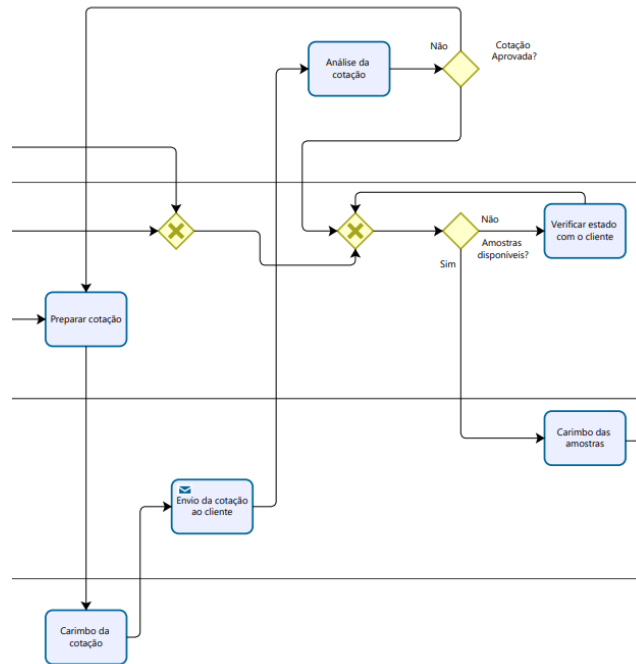 Não
Cotação
Aprovada?
Análise da
cotação
Não
Amostras
disponíveis?
Sim
Verificar estado
com o cliente
Preparar cotação
Carimbo das
amostras
Envio da cotação
ao cliente
Carimbo da
cotação